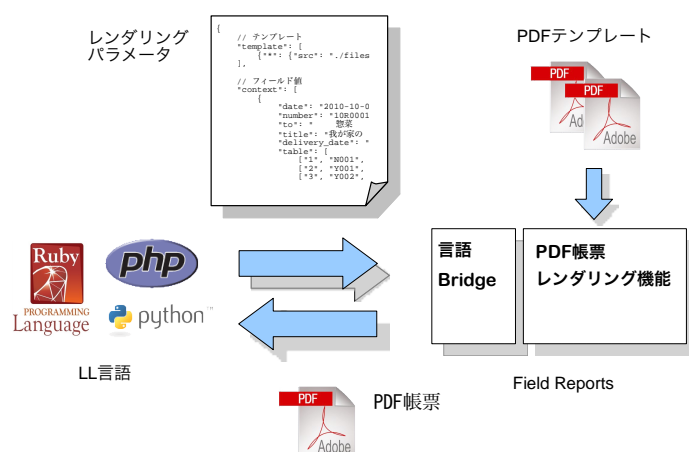 レンダリング
パラメータ
{
// テンプレート
"template": [
{"*": {"src": "./files
],
// フィールド値
"context": [
{
"date": "2010-10-0
"number": "10R0001
"to": "　　惣菜
"title": "我が家の
"delivery_date": "
"table": [
["1", "N001",
["2", "Y001",
["3", "Y002",
PDFテンプレート
PDF
PDF
Ad
Adobe
Ruby
PROGRAMMING
Language
php
python™
LL言語
言語
Bridge
PDF帳票
レンダリング機能
Field Reports
PDF
Adobe
PDF帳票